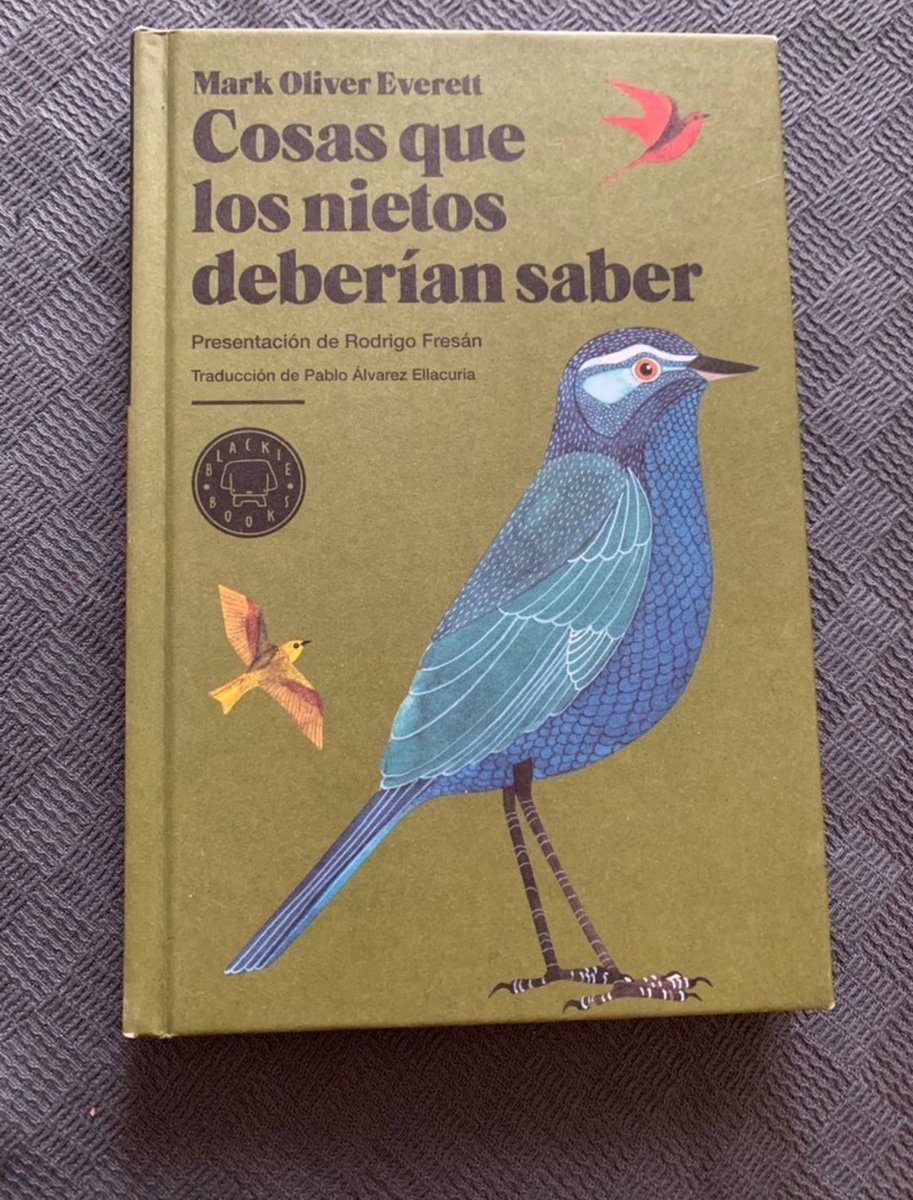 Mark Oliver Everett
Cosas que
los nietos
deberían saber
Presentación de Rodrigo Fresán
Traducción de Pablo Álvarez Ellacuria
BLACKIE
BOOKS